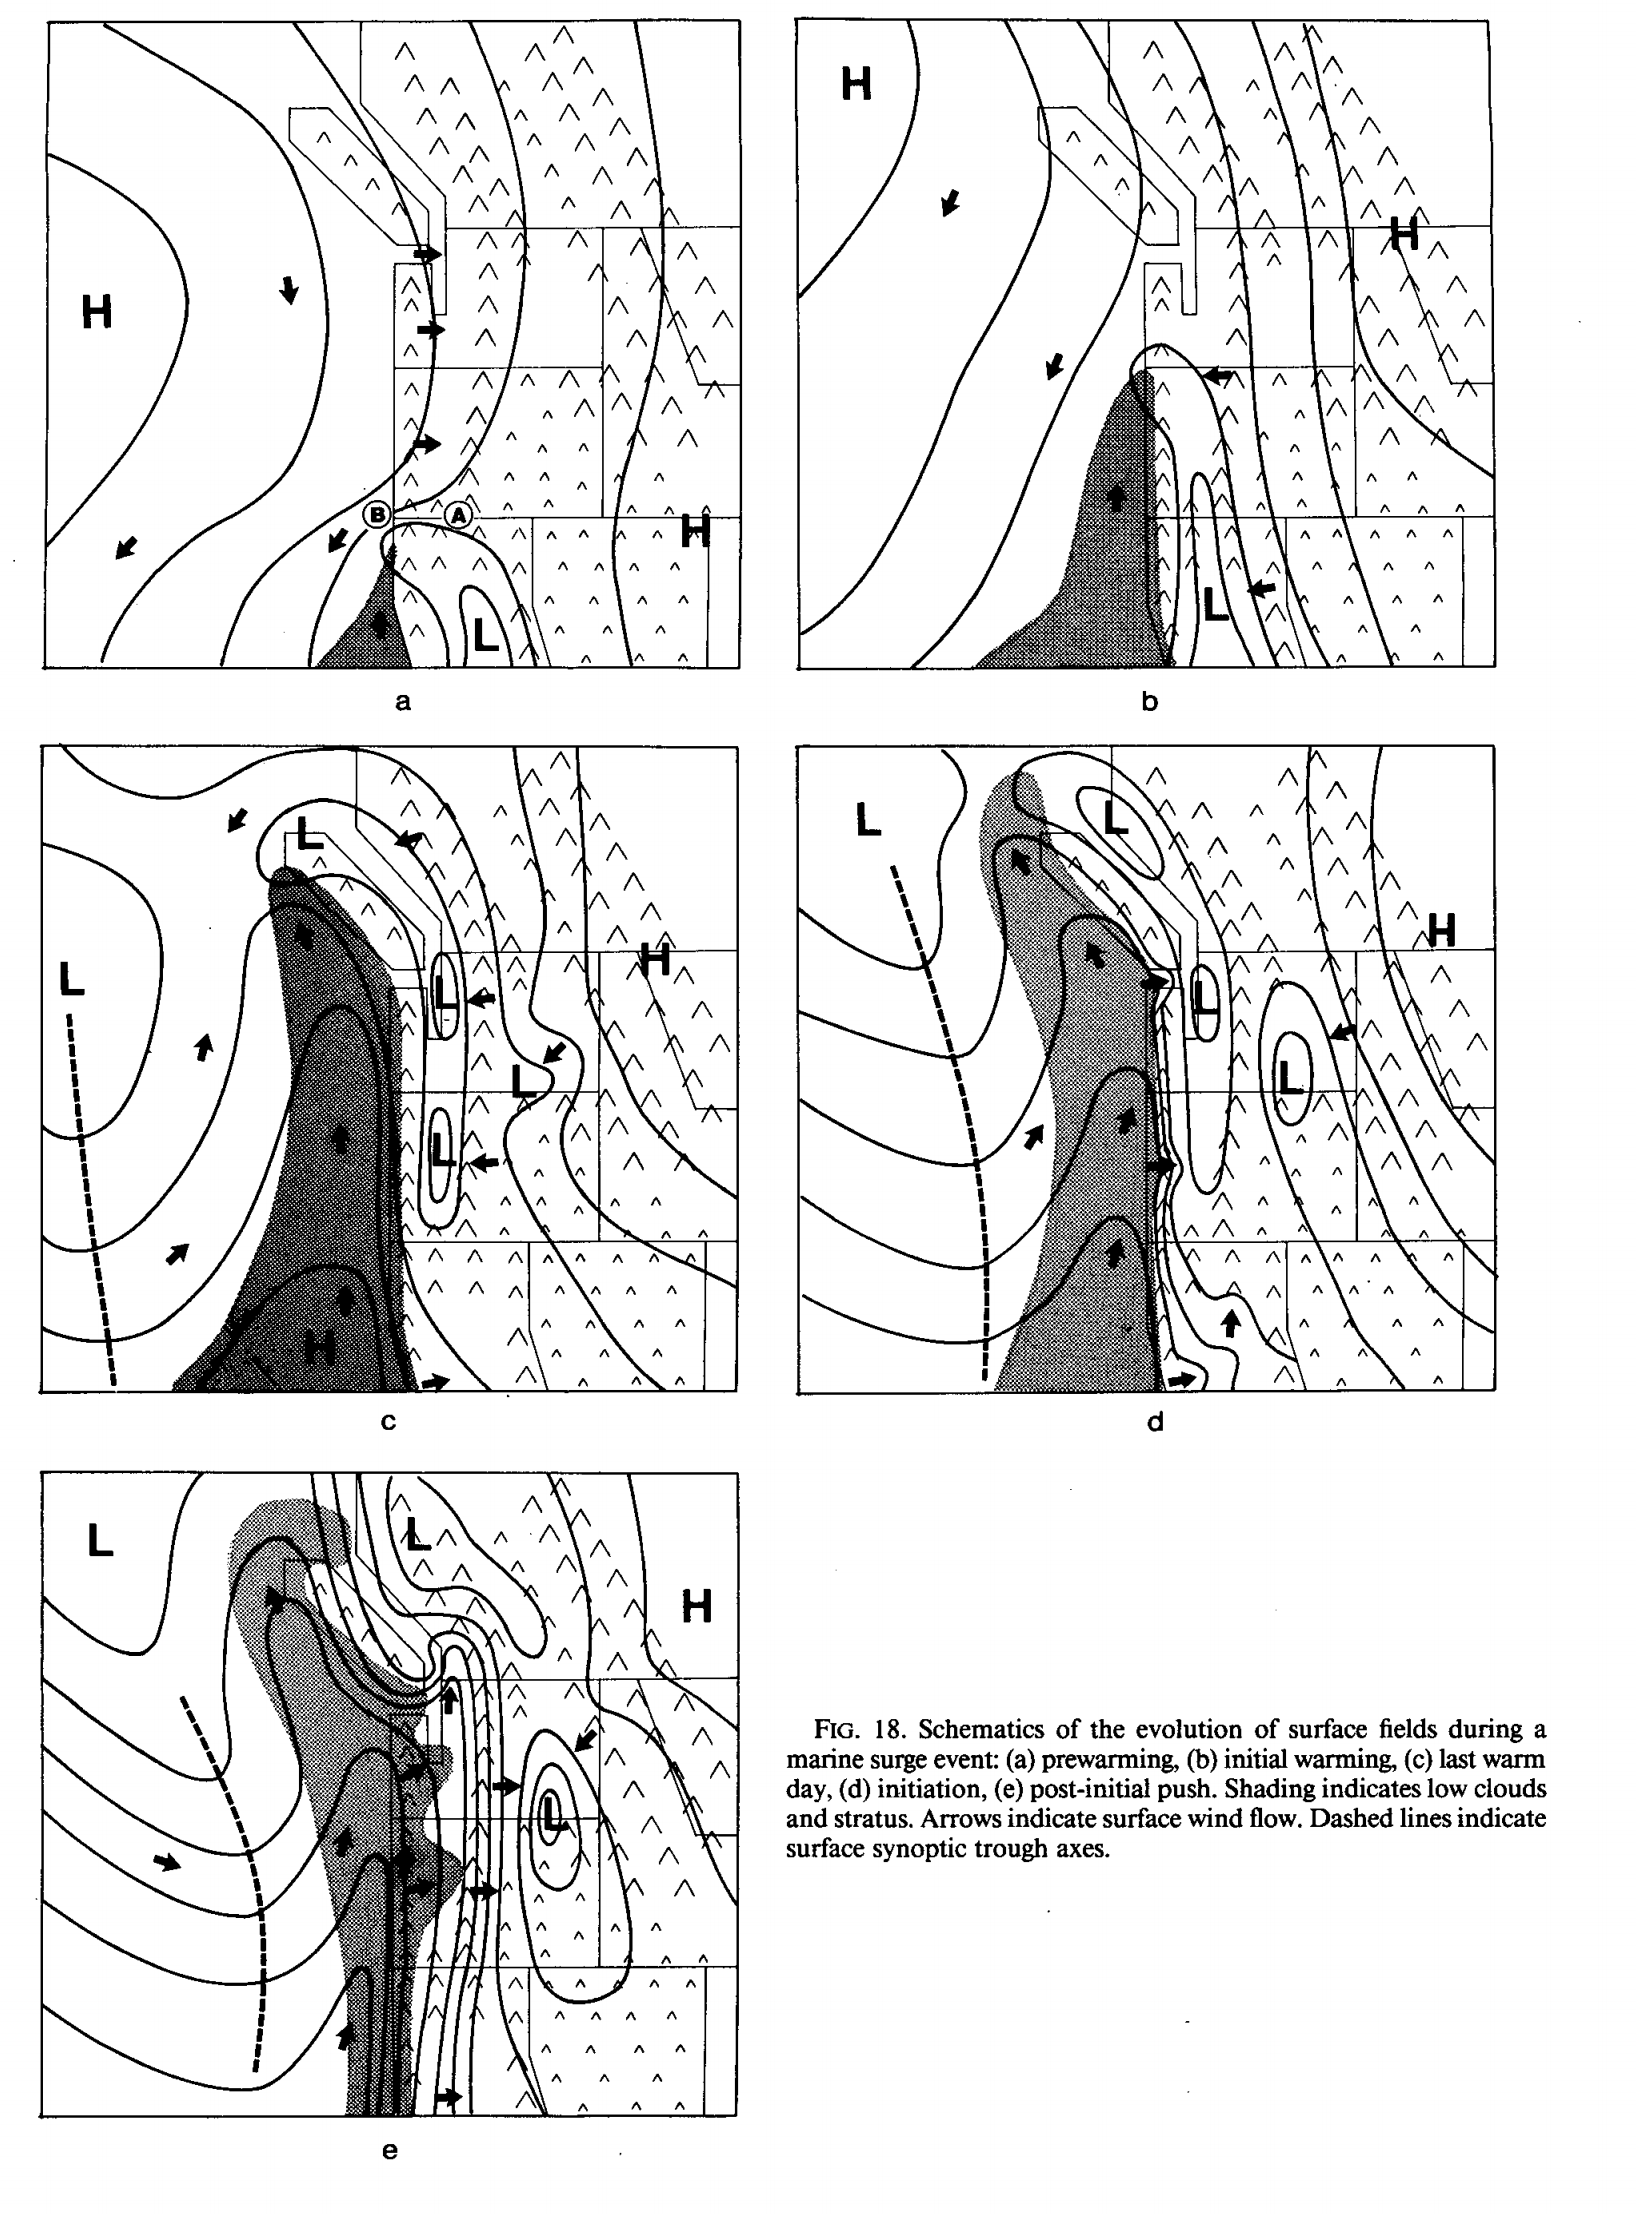 H
H
B
A
L
H
a
H
H
L
b
L
L
H
L
L
L
H
c
L
L
H
L
L
d
L
L
H
L
e
FIG. 18. Schematics of the evolution of surface fields during a
marine surge event: (a) prewarming, (b) initial warming, (c) last warm
day, (d) initiation, (e) post-initial push. Shading indicates low clouds
and stratus. Arrows indicate surface wind flow. Dashed lines indicate
surface synoptic trough axes.